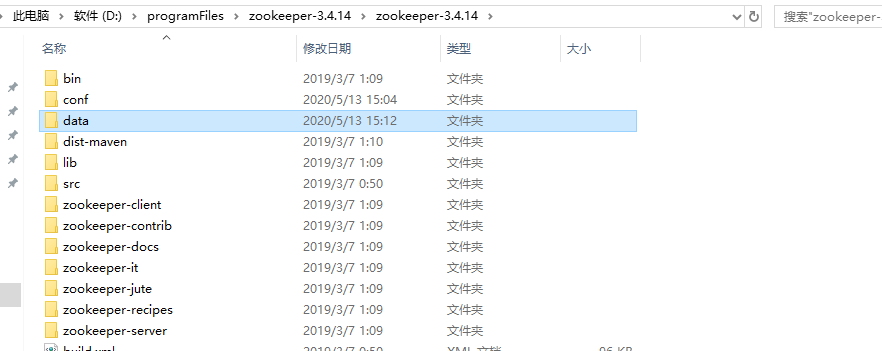 此电脑 > 软件 (D:) > programFiles > zookeeper-3.4.14 > zookeeper-3.4.14 >
搜索"zookeeper-
名称 修改日期 类型 大小
bin 2019/3/7 1:09 文件夹
conf 2020/5/13 15:04 文件夹
data 2020/5/13 15:12 文件夹
dist-maven 2019/3/7 1:10 文件夹
lib 2019/3/7 1:09 文件夹
src 2019/3/7 0:50 文件夹
zookeeper-client 2019/3/7 1:09 文件夹
zookeeper-contrib 2019/3/7 1:09 文件夹
zookeeper-docs 2019/3/7 1:09 文件夹
zookeeper-it 2019/3/7 1:09 文件夹
zookeeper-jute 2019/3/7 1:09 文件夹
zookeeper-recipes 2019/3/7 1:09 文件夹
zookeeper-server 2019/3/7 1:09 文件夹
build.xml 2019/3/7 0:50 XML 文档 96 KB